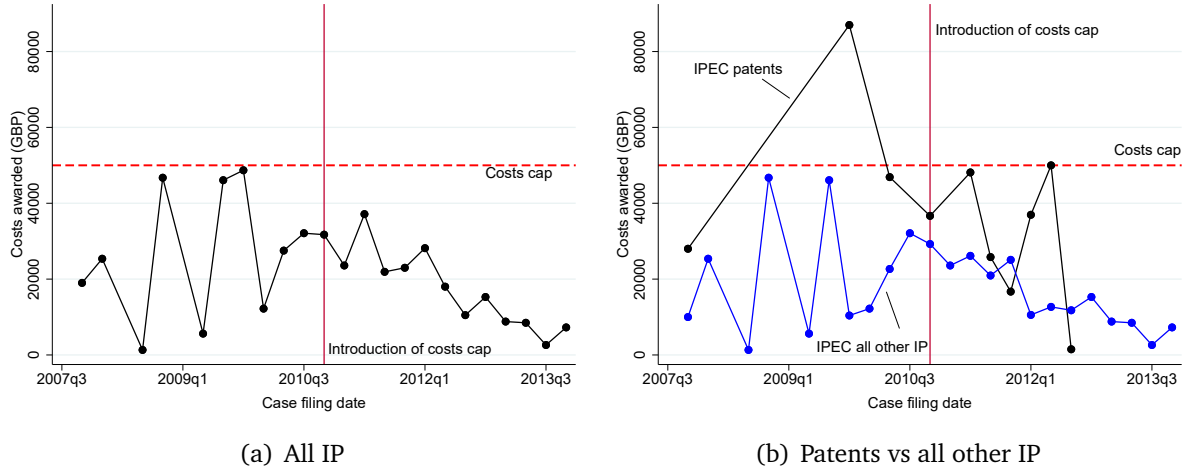 Costs awarded (GBP)
80000
60000
40000
20000
0
Costs cap
Introduction of costs cap
2007q3 2009q1 2010q3 2012q1 2013q3
Case filing date
(a) All IP
Costs awarded (GBP)
80000
60000
40000
20000
0
Introduction of costs cap
IPEC patents
Costs cap
IPEC all other IP
2007q3 2009q1 2010q3 2012q1 2013q3
Case filing date
(b) Patents vs all other IP